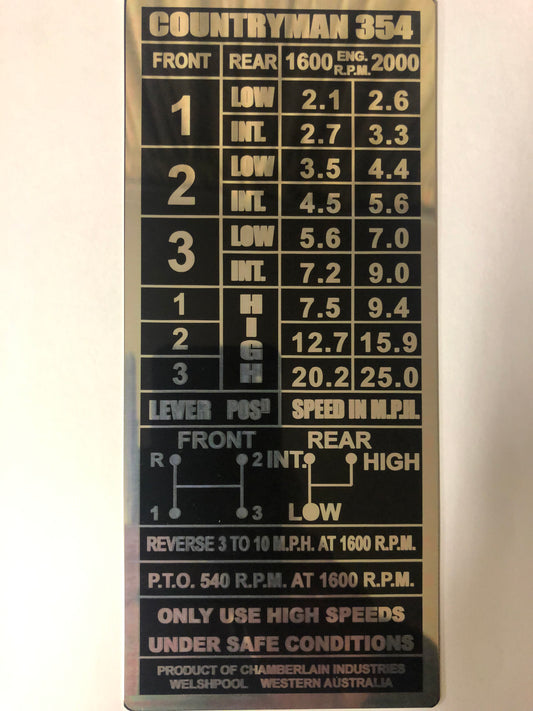 COUNTRYMAN 354
FRONT REAR 1600 ENG. R.P.M. 2000
1 LOW 2.1 2.6
INT. 2.7 3.3
2 LOW 3.5 4.4
INT. 4.5 5.6
3 LOW 5.6 7.0
INT. 7.2 9.0
1 HIGH 7.5 9.4
2 12.7 15.9
3 20.2 25.0
LEVER POSN SPEED IN M.P.H.
FRONT REAR
R 2 INT. HIGH
1 3 LOW
REVERSE 3 TO 10 M.P.H. AT 1600 R.P.M.
P.T.O. 540 R.P.M. AT 1600 R.P.M.
ONLY USE HIGH SPEEDS
UNDER SAFE CONDITIONS
PRODUCT OF CHAMBERLAIN INDUSTRIES
WELSHPOOL WESTERN AUSTRALIA